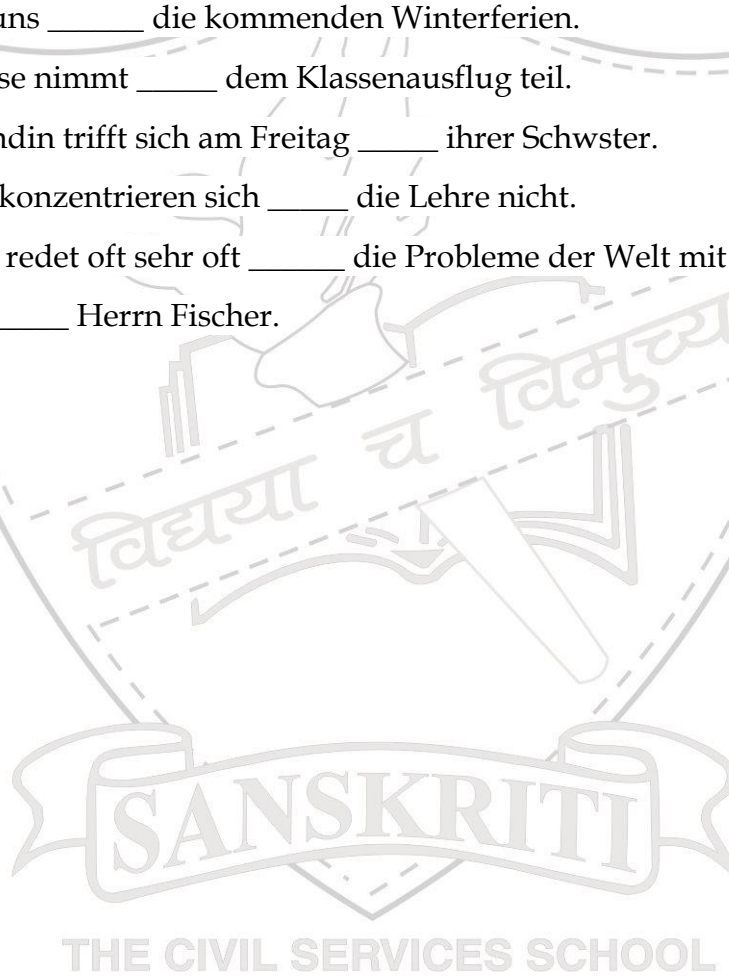 uns ______ die kommenden Winterferien.
se nimmt _____ dem Klassenausflug teil.
ndin trifft sich am Freitag _____ ihrer Schwster.
konzentrieren sich _____ die Lehre nicht.
redet oft sehr oft ______ die Probleme der Welt mit
____ Herrn Fischer.
विद्यया च विमुच्य
SANSKRITI
THE CIVIL SERVICES SCHOOL